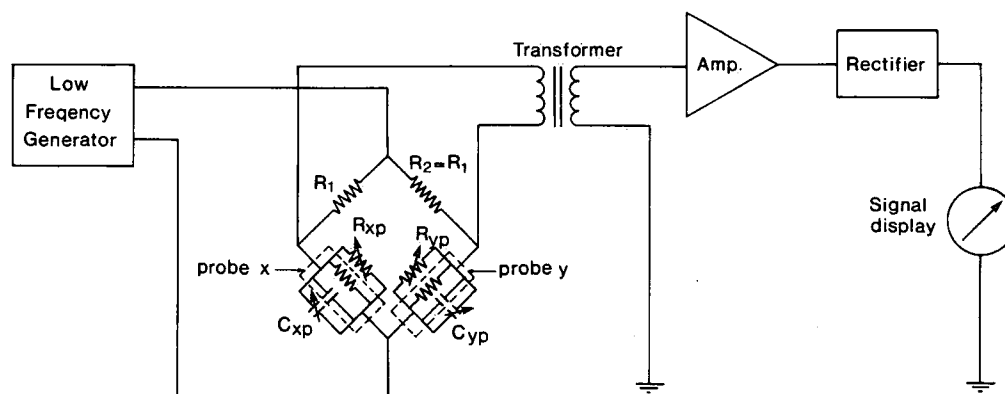 Transformer
Low
Freqency
Generator
Amp.
Rectifier
R1
R2=R1
Rxp
Ryp
Signal
display
probe x
probe y
Cxp
Cyp